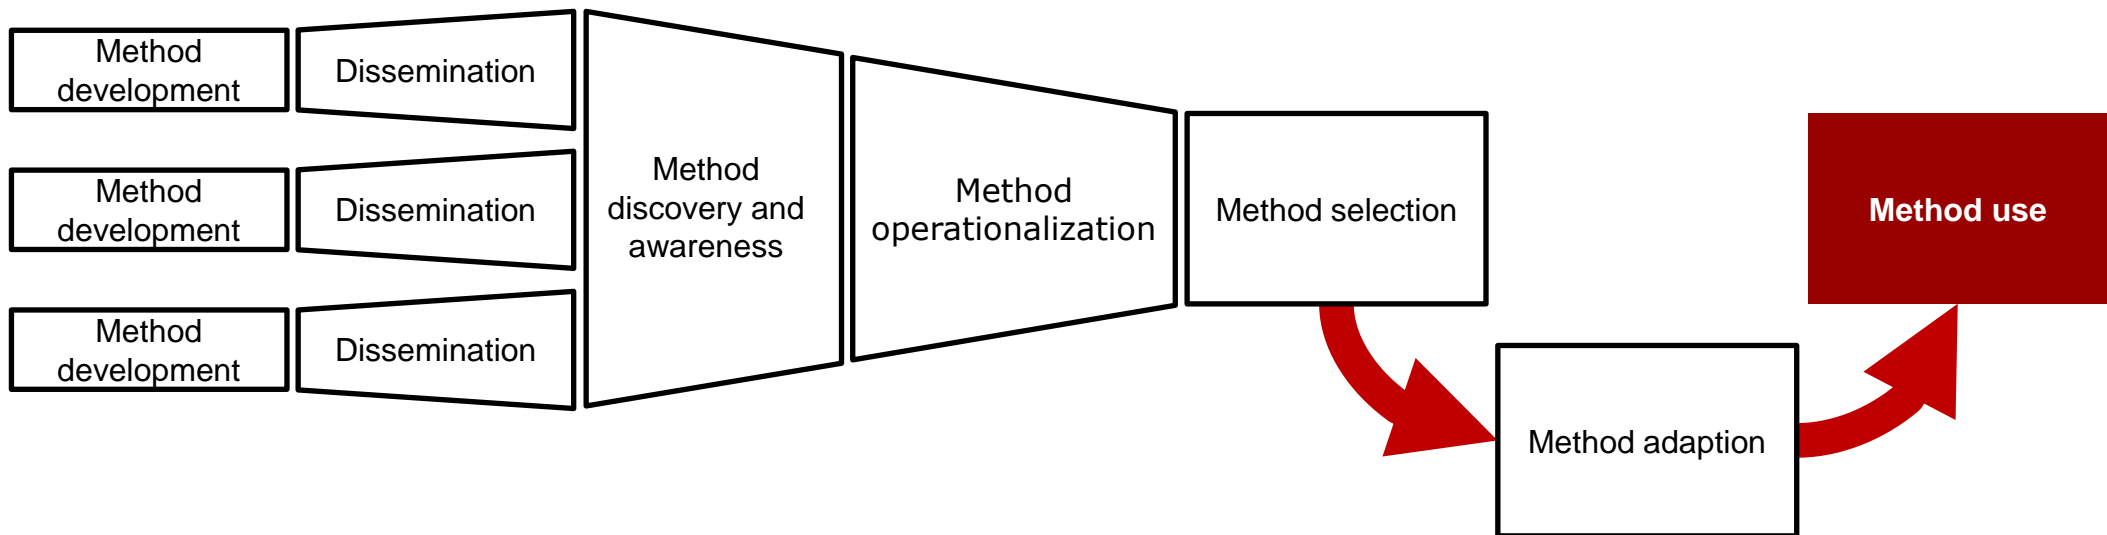 Method
development
Dissemination
Method
development
Dissemination
Method
development
Dissemination
Method
discovery and
awareness
Method
operationalization
Method selection
Method adaption
Method use